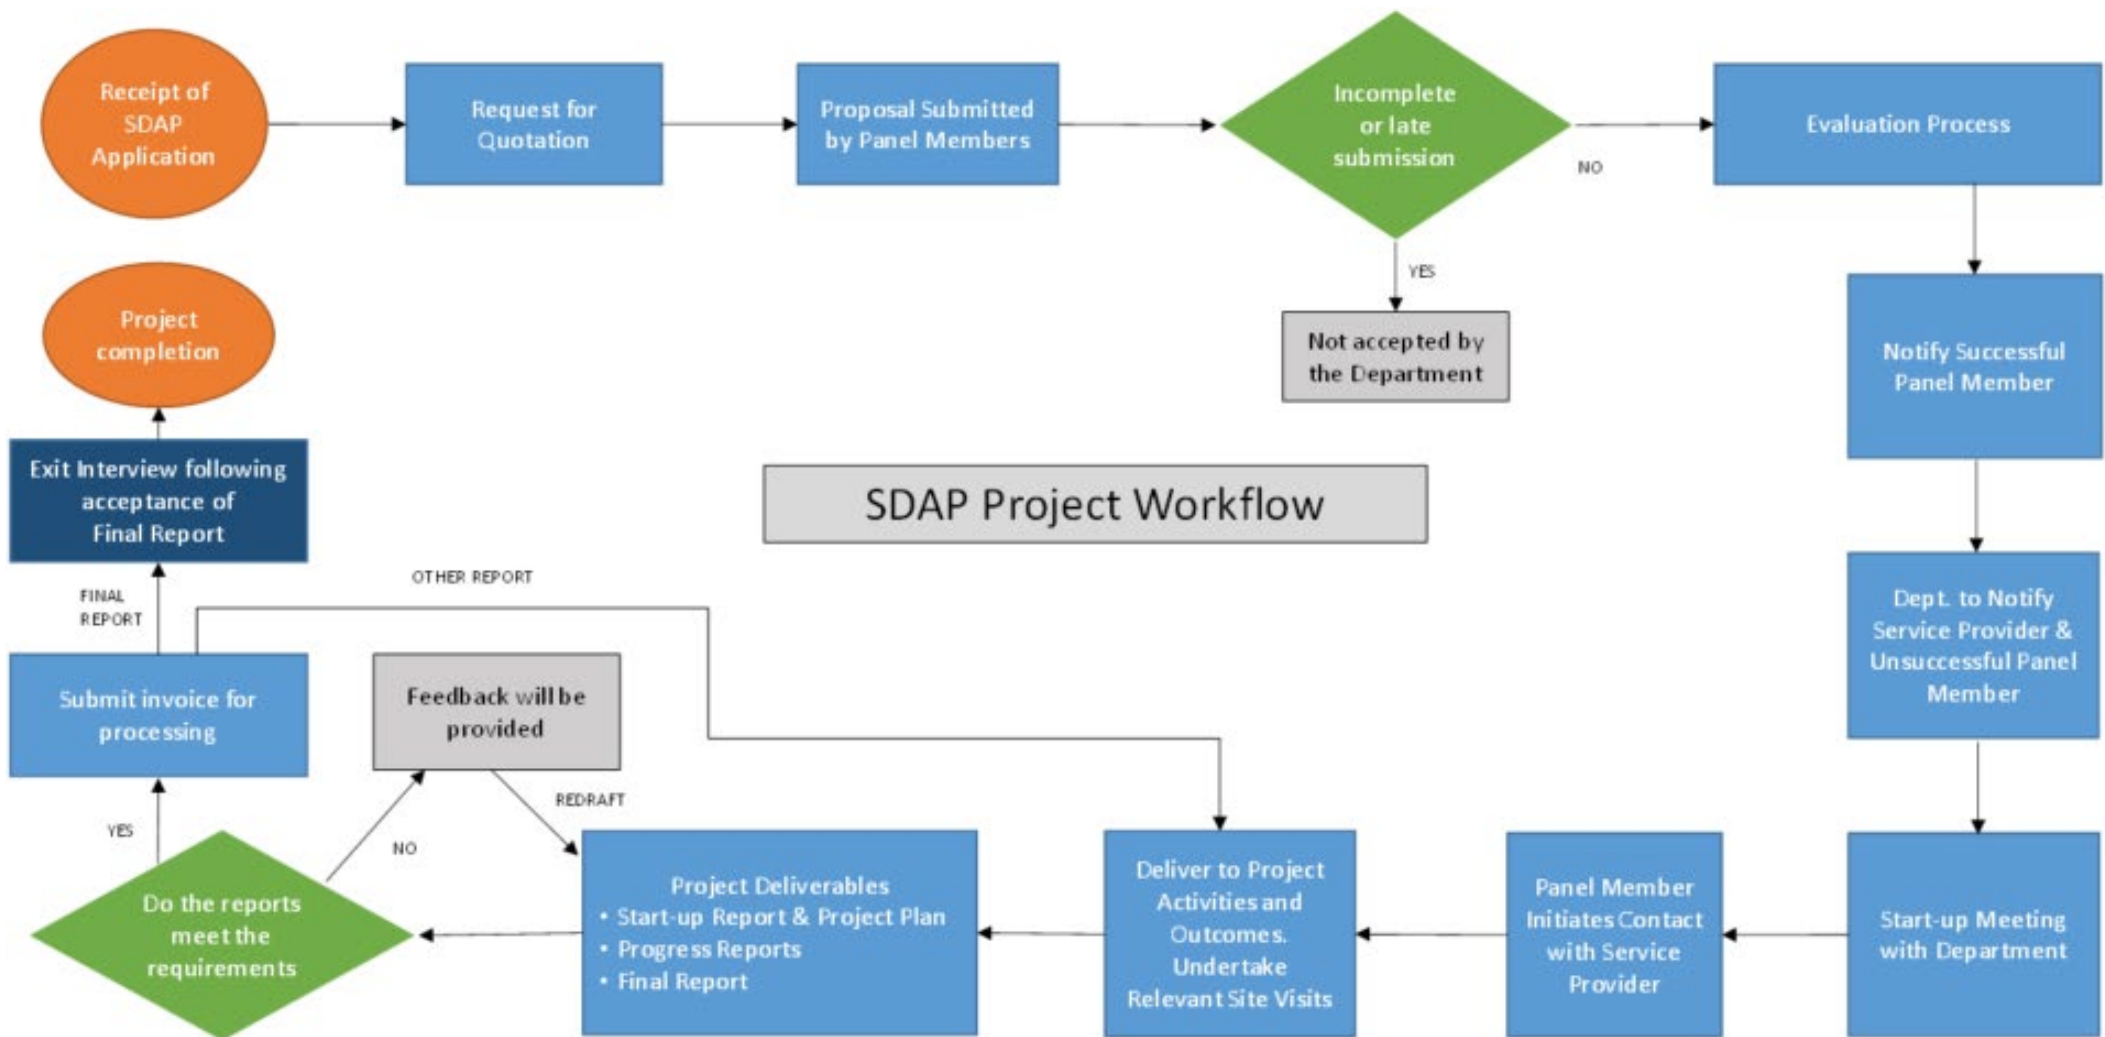 Receipt of
SDAP
Application
Request for
Quotation
Proposal Submitted
by Panel Members
Incomplete
or late
submission
NO
Evaluation Process
YES
Not accepted by
the Department
Notify Successful
Panel Member
Dept. to Notify
Service Provider &
Unsuccessful Panel
Member
Start-up Meeting
with Department
Panel Member
Initiates Contact
with Service
Provider
Deliver to Project
Activities and
Outcomes.
Undertake
Relevant Site Visits
Project Deliverables
• Start-up Report & Project Plan
• Progress Reports
• Final Report
Do the reports
meet the
requirements
NO
Feedback will be
provided
REDRAFT
YES
Submit invoice for
processing
OTHER REPORT
FINAL
REPORT
Exit Interview following
acceptance of
Final Report
Project
completion
SDAP Project Workflow